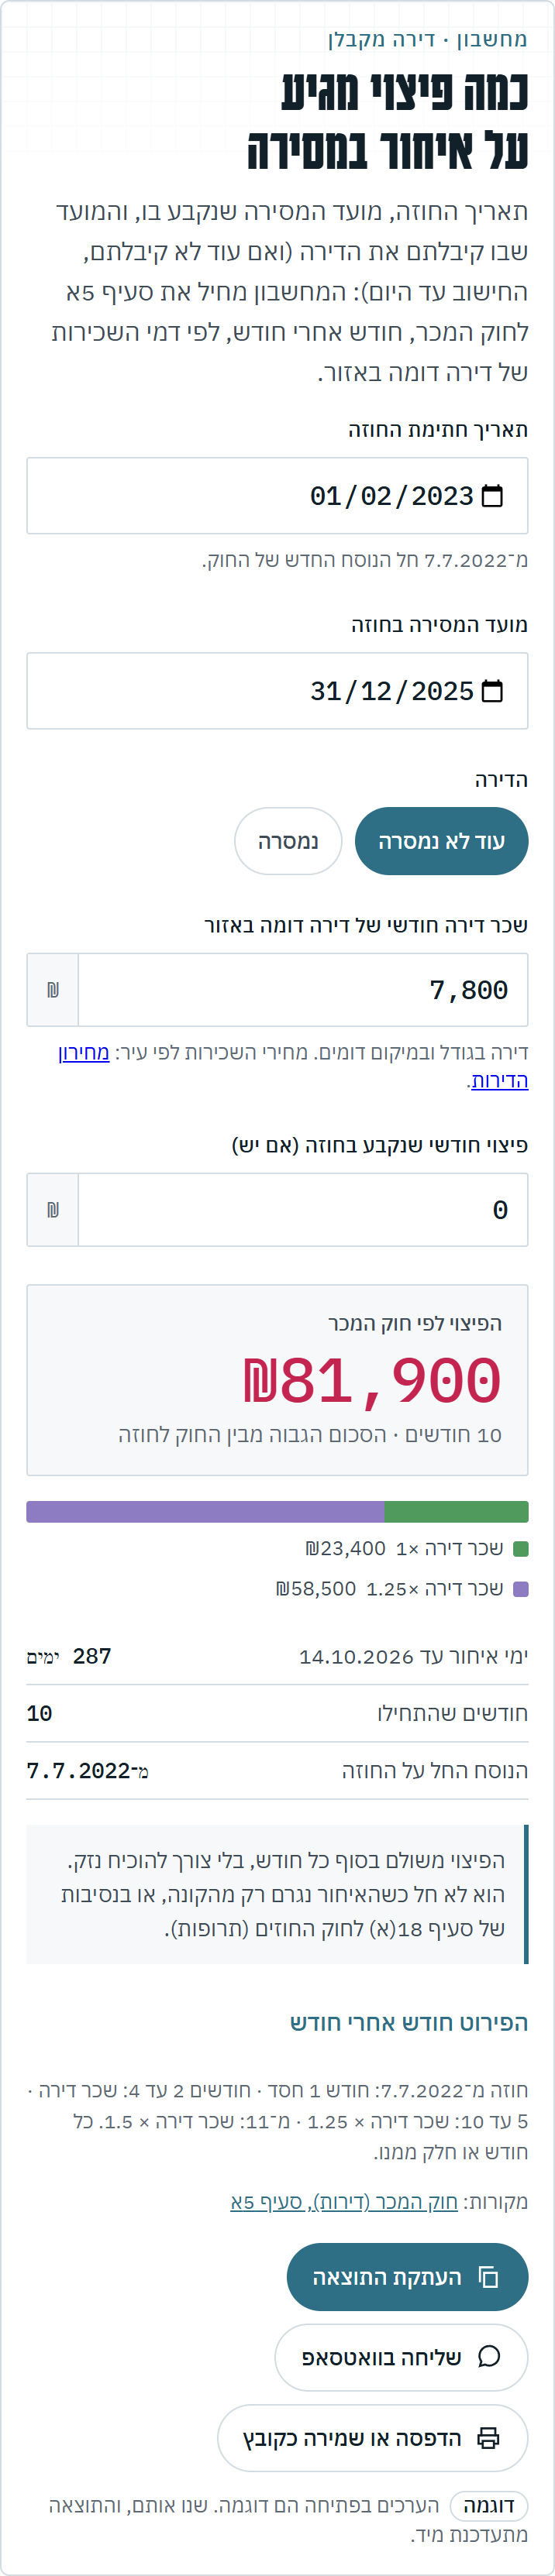 מחשבון · דירה מקבלן
כמה פיצוי מגיע
על איחור במסירה
תאריך החוזה, מועד המסירה שנקבע בו, והמועד
שבו קיבלתם את הדירה (ואם עוד לא קיבלתם,
החישוב עד היום): המחשבון מחיל את סעיף 5א
לחוק המכר, חודש אחרי חודש, לפי דמי השכירות
של דירה דומה באזור.
תאריך חתימת החוזה
01/02/2023
מ־7.7.2022 חל הנוסח החדש של החוק.
מועד המסירה בחוזה
31/12/2025
הדירה
עוד לא נמסרה
נמסרה
שכר דירה חודשי של דירה דומה באזור
7,800 ₪
דירה בגודל ובמיקום דומים. מחירי השכירות לפי עיר: מחירון
הדירות.
פיצוי חודשי שנקבע בחוזה (אם יש)
0 ₪
הפיצוי לפי חוק המכר
₪81,900
10 חודשים · הסכום הגבוה מבין החוק לחוזה
שכר דירה ×1 ₪23,400
שכר דירה ×1.25 ₪58,500
ימי איחור עד 14.10.2026 287 ימים
חודשים שהתחילו 10
הנוסח החל על החוזה מ־7.7.2022
הפיצוי משולם בסוף כל חודש, בלי צורך להוכיח נזק.
הוא לא חל כשהאיחור נגרם רק מהקונה, או בנסיבות
של סעיף 18(א) לחוק החוזים (תרופות).
הפירוט חודש אחרי חודש
חוזה מ־7.7.2022: חודש 1 חסד · חודשים 2 עד 4: שכר דירה ·
5 עד 10: שכר דירה × 1.25 · מ־11: שכר דירה × 1.5. כל
חודש או חלק ממנו.
מקורות: חוק המכר (דירות), סעיף 5א
העתקת התוצאה
שליחה בוואטסאפ
הדפסה או שמירה כקובץ
דוגמה הערכים בפתיחה הם דוגמה. שנו אותם, והתוצאה
מתעדכנת מיד.